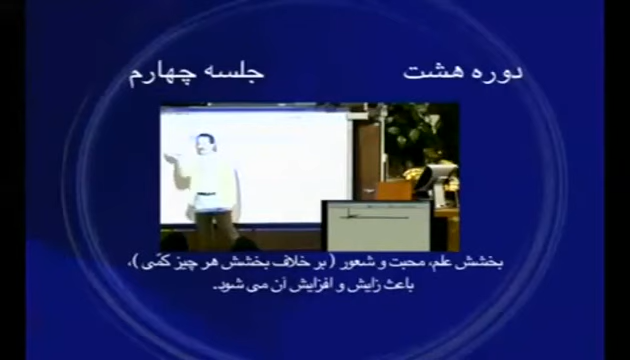 دوره هشت
جلسه چهارم
بخشش علم، محبت و شعور (بر خلاف بخشش هر چیز کمّی)،
باعث زایش و افزایش آن می شود.